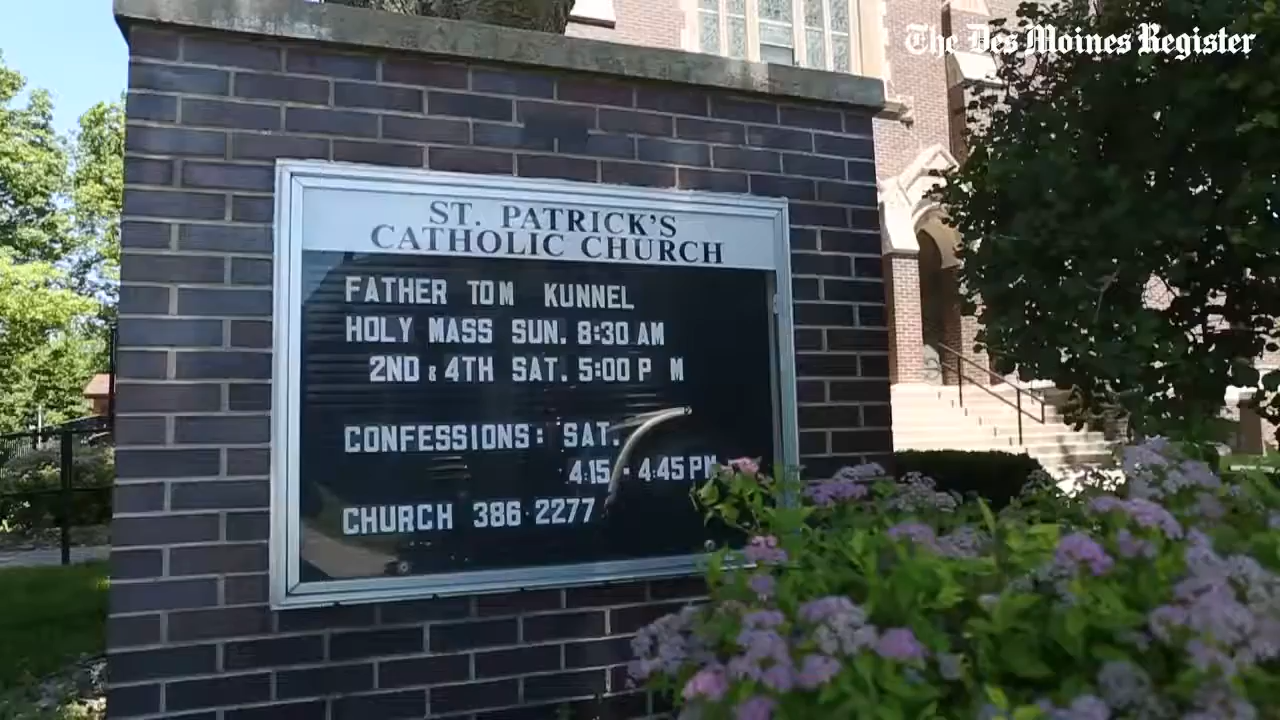 The Des Moines Register
ST. PATRICK'S
CATHOLIC CHURCH
FATHER TOM KUNNEL
HOLY MASS SUN. 8:30 AM
2ND & 4TH SAT. 5:00 P M
CONFESSIONS: SAT.
4:15 - 4:45 PM
CHURCH 386-2277